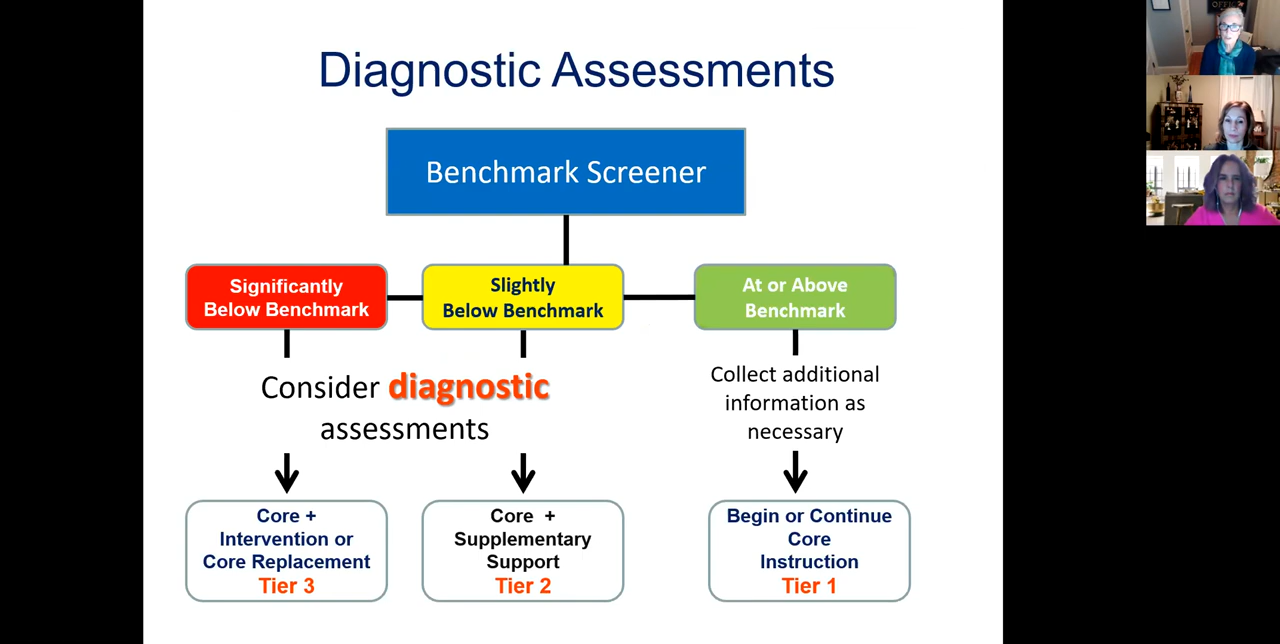 Diagnostic Assessments
Benchmark Screener
Significantly
Below Benchmark
Slightly
Below Benchmark
At or Above
Benchmark
Consider diagnostic
assessments
Collect additional
information as
necessary
Core +
Intervention or
Core Replacement
Tier 3
Core +
Supplementary
Support
Tier 2
Begin or Continue
Core
Instruction
Tier 1